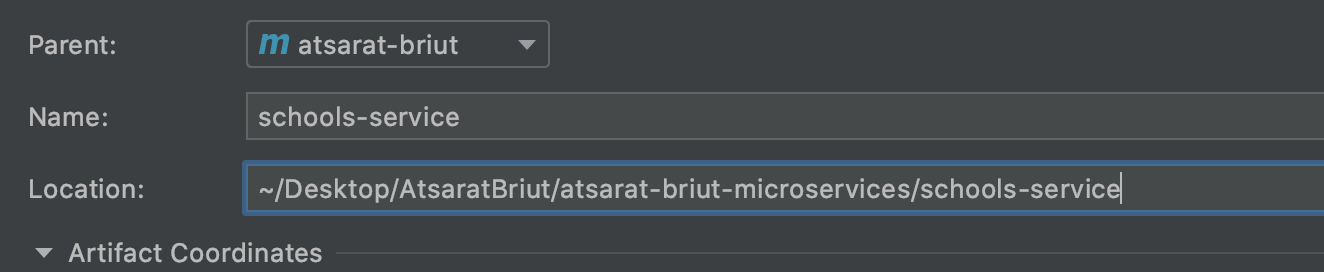 Parent: m atsarat-briut
Name: schools-service
Location: ~/Desktop/AtsaratBriut/atsarat-briut-microservices/schools-service
Artifact Coordinates